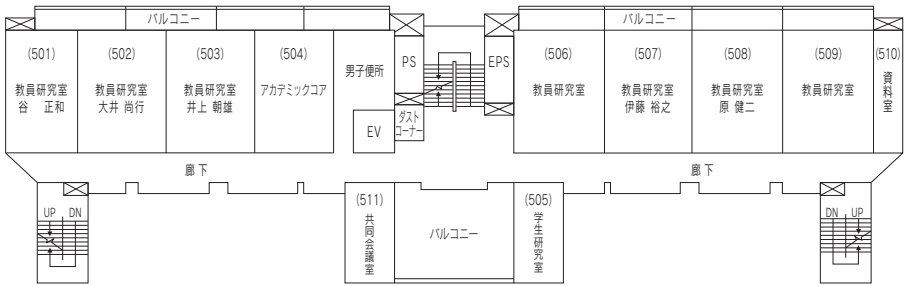 バルコニー
バルコニー
(501)
教員研究室
谷　正和
(502)
教員研究室
大井 尚行
(503)
教員研究室
井上 朝雄
(504)
アカデミックコア
男子便所
EV
PS
ダスト
コーナー
EPS
(506)
教員研究室
(507)
教員研究室
伊藤 裕之
(508)
教員研究室
原 健二
(509)
教員研究室
(510)
資料室
廊下
廊下
UP DN
(511)
共同会議室
バルコニー
(505)
学生研究室
DN UP